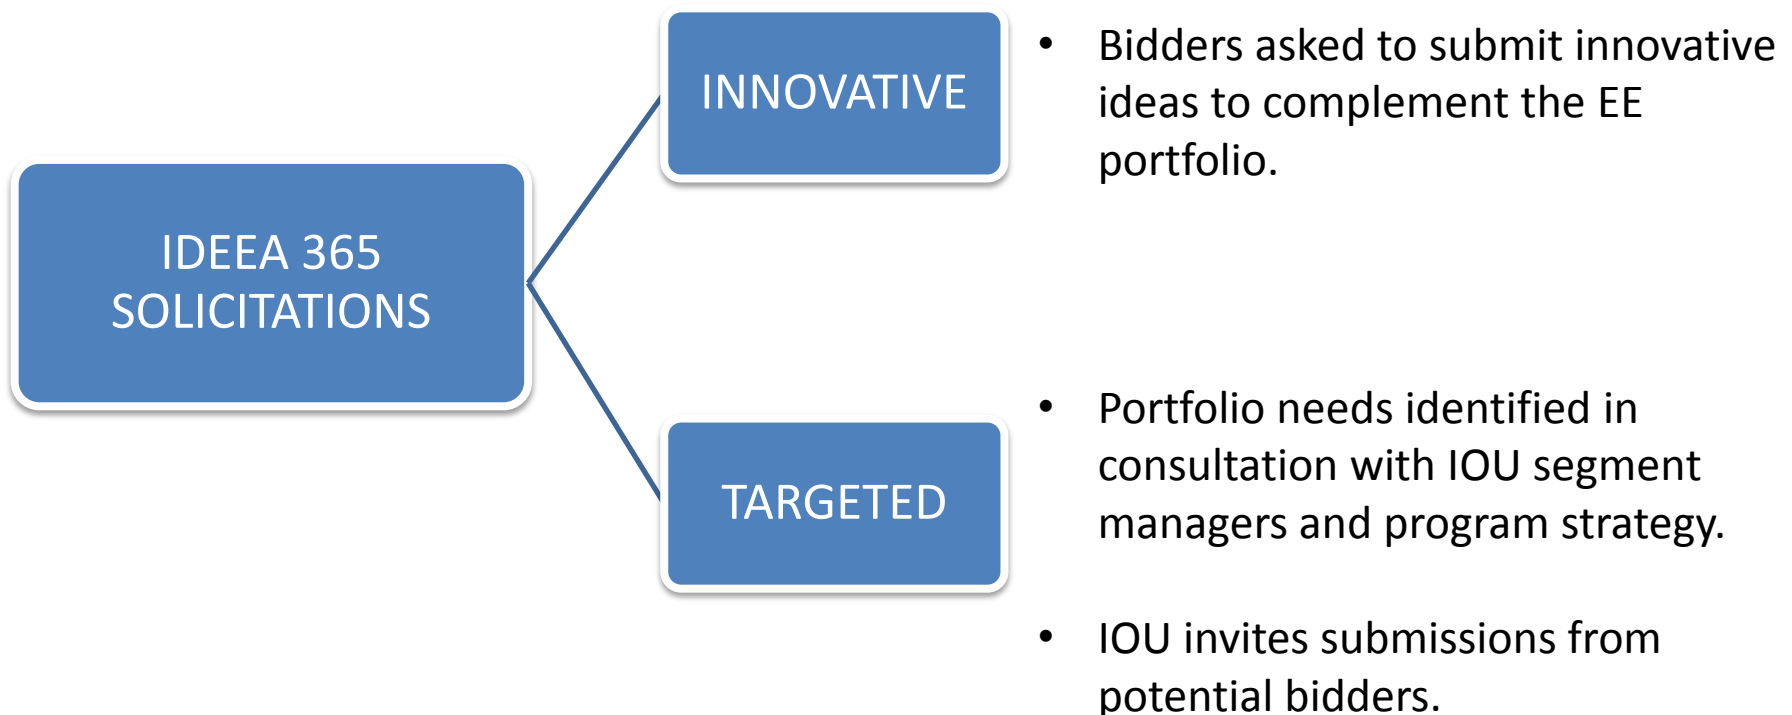 IDEEA 365
SOLICITATIONS
INNOVATIVE
• Bidders asked to submit innovative
ideas to complement the EE
portfolio.
TARGETED
• Portfolio needs identified in
consultation with IOU segment
managers and program strategy.
• IOU invites submissions from
potential bidders.